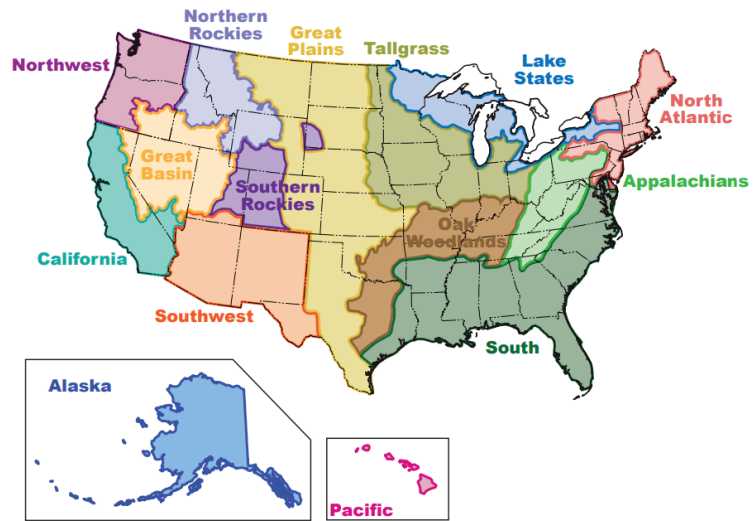 Northern
Rockies
Great
Plains
Tallgrass
Lake
States
Northwest
North
Atlantic
Great
Basin
Southern
Rockies
Appalachians
Oak
Woodlands
California
Southwest
South
Alaska
Pacific